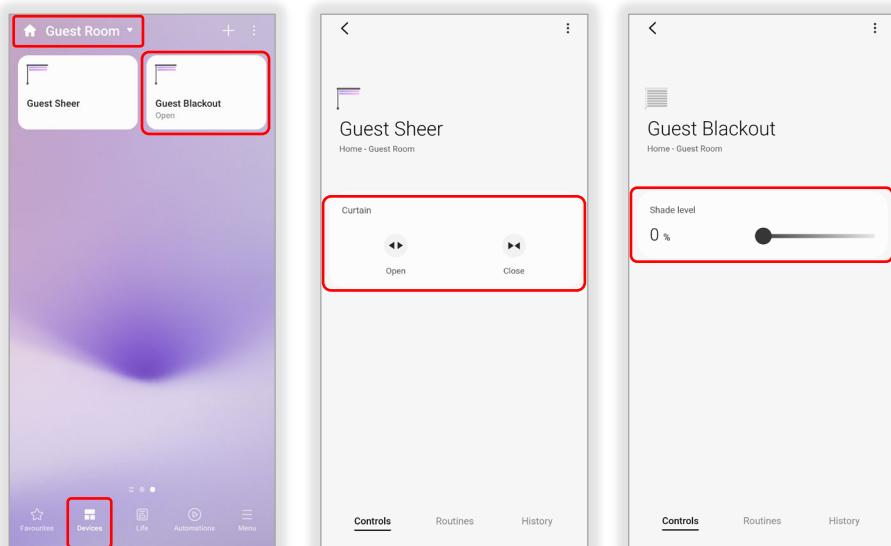 Guest Room
Guest Sheer
Guest Blackout
Open
Favourites
Devices
Life
Automations
Menu
Guest Sheer
Home - Guest Room
Curtain
Open
Close
Controls
Routines
History
Guest Blackout
Home - Guest Room
Shade level
0 %
Controls
Routines
History